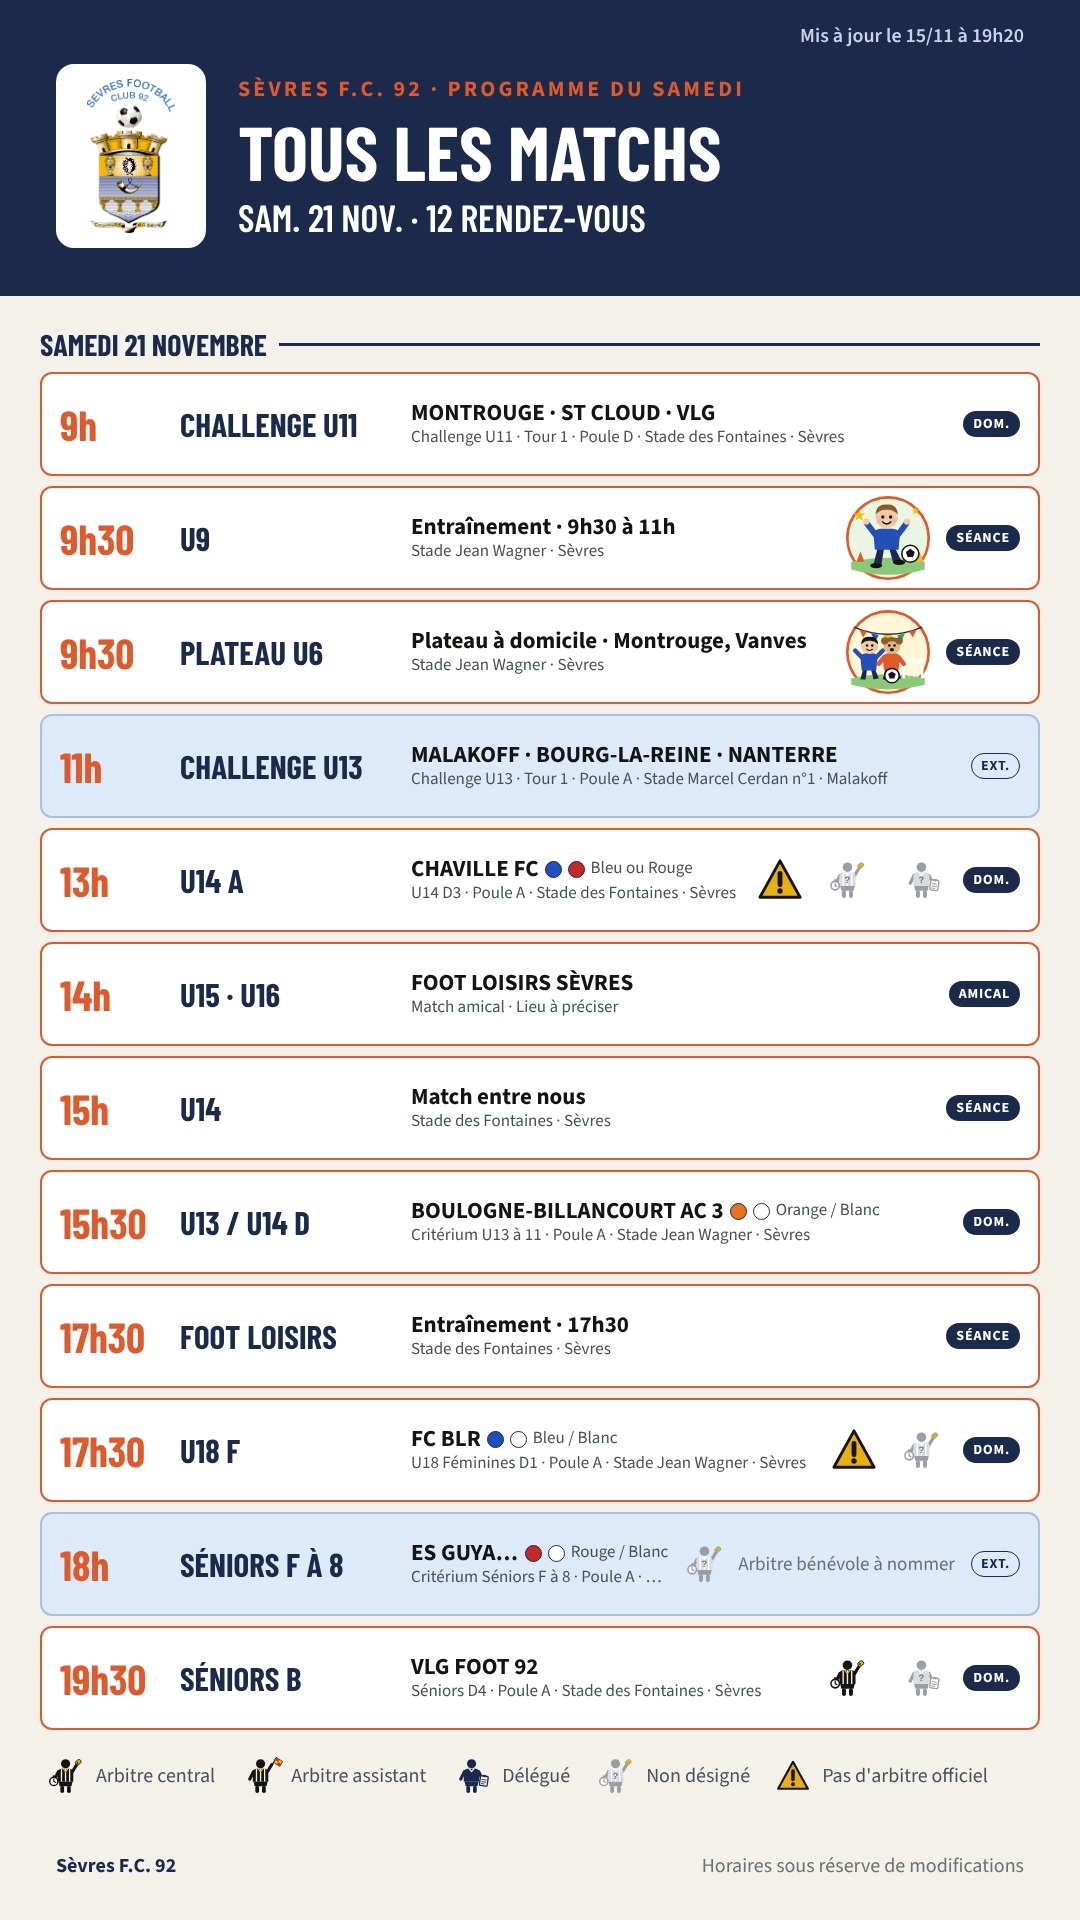 Mis à jour le 15/11 à 19h20
SEVRES FOOTBALL
CLUB 92
SÈVRES F.C. 92 · PROGRAMME DU SAMEDI
TOUS LES MATCHS
SAM. 21 NOV. · 12 RENDEZ-VOUS
SAMEDI 21 NOVEMBRE
9h CHALLENGE U11 MONTROUGE · ST CLOUD · VLG DOM.
Challenge U11 · Tour 1 · Poule D · Stade des Fontaines · Sèvres
9h30 U9 Entraînement · 9h30 à 11h SÉANCE
Stade Jean Wagner · Sèvres
9h30 PLATEAU U6 Plateau à domicile · Montrouge, Vanves SÉANCE
Stade Jean Wagner · Sèvres
11h CHALLENGE U13 MALAKOFF · BOURG-LA-REINE · NANTERRE EXT.
Challenge U13 · Tour 1 · Poule A · Stade Marcel Cerdan n°1 · Malakoff
13h U14 A CHAVILLE FC Bleu ou Rouge ? ? DOM.
U14 D3 · Poule A · Stade des Fontaines · Sèvres
14h U15 · U16 FOOT LOISIRS SÈVRES AMICAL
Match amical · Lieu à préciser
15h U14 Match entre nous SÉANCE
Stade des Fontaines · Sèvres
15h30 U13 / U14 D BOULOGNE-BILLANCOURT AC 3 Orange / Blanc DOM.
Critérium U13 à 11 · Poule A · Stade Jean Wagner · Sèvres
17h30 FOOT LOISIRS Entraînement · 17h30 SÉANCE
Stade des Fontaines · Sèvres
17h30 U18 F FC BLR Bleu / Blanc ? DOM.
U18 Féminines D1 · Poule A · Stade Jean Wagner · Sèvres
18h SÉNIORS F À 8 ES GUYA... Rouge / Blanc ? Arbitre bénévole à nommer EXT.
Critérium Séniors F à 8 · Poule A · ...
19h30 SÉNIORS B VLG FOOT 92 ? DOM.
Séniors D4 · Poule A · Stade des Fontaines · Sèvres
Arbitre central Arbitre assistant Délégué ? Non désigné Pas d'arbitre officiel
Sèvres F.C. 92 Horaires sous réserve de modifications